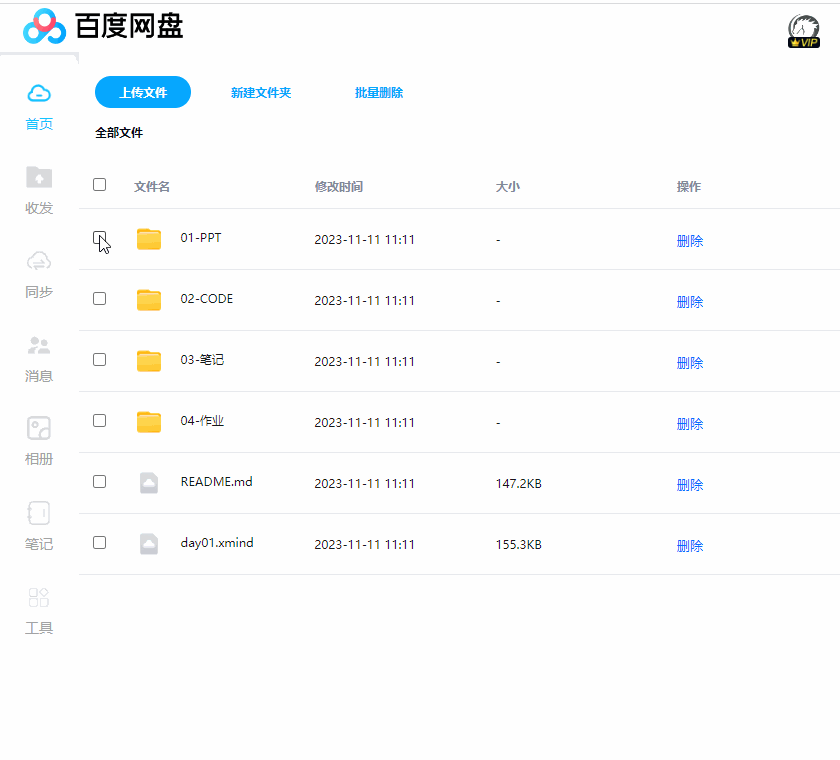 百度网盘
VIP
上传文件 新建文件夹 批量删除
全部文件
文件名 修改时间 大小 操作
01-PPT 2023-11-11 11:11 - 删除
02-CODE 2023-11-11 11:11 - 删除
03-笔记 2023-11-11 11:11 - 删除
04-作业 2023-11-11 11:11 - 删除
README.md 2023-11-11 11:11 147.2KB 删除
day01.xmind 2023-11-11 11:11 155.3KB 删除
首页
收发
同步
消息
相册
笔记
工具